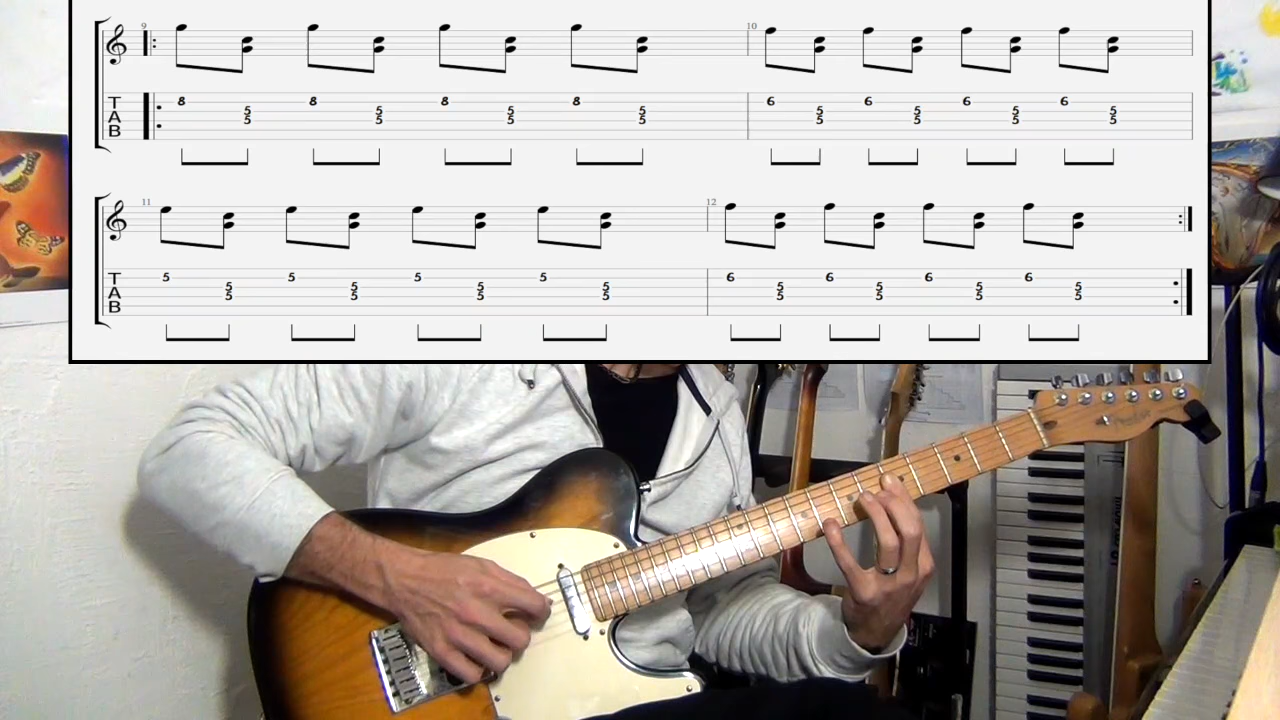 9 10
T 8 8 8 8 6 6 6 6
A 5 5 5 5 5 5 5 5
B 5 5 5 5 5 5 5 5
11 12
T 5 5 5 5 6 6 6 6
A 5 5 5 5 5 5 5 5
B 5 5 5 5 5 5 5 5
Fender